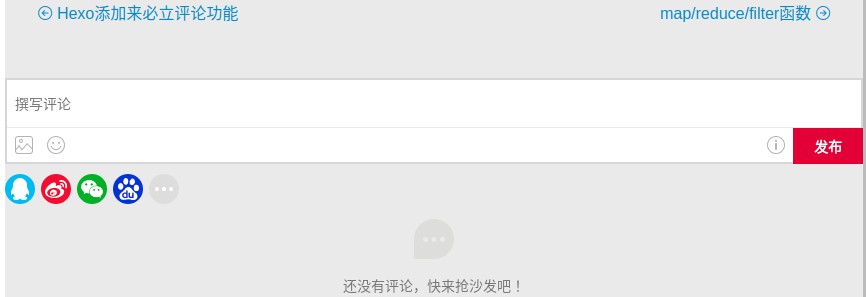 Hexo添加来必立评论功能
map/reduce/filter函数
撰写评论
发布
du
还没有评论，快来抢沙发吧！